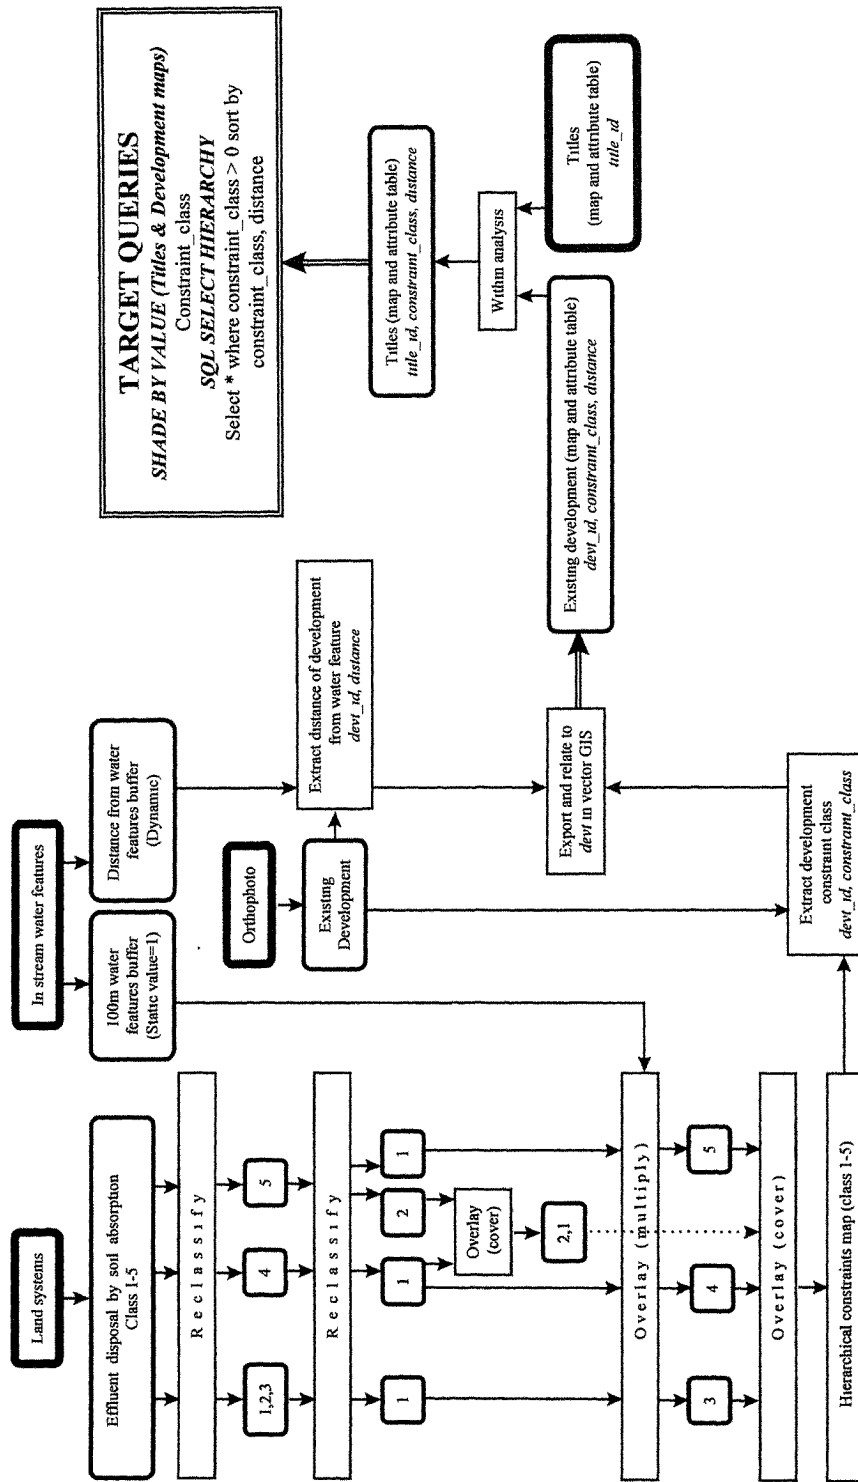 Land systems
Effluent disposal by soil absorption
Class 1-5
Reclassify
1,2,3
4
5
Reclassify
1
1
2
1
Overlay
(cover)
2,1
Overlay (multiply)
3
4
5
Overlay (cover)
Hierarchical constraints map (class 1-5)
In stream water features
100m water
features buffer
(Static value=1)
Distance from water
features buffer
(Dynamic)
Orthophoto
Existing
Development
Extract distance of development
from water feature
devt_id, distance
Export and relate to
devt in vector GIS
Extract development
constraint class
devt_id, constraint_class
Existing development (map and attribute table)
devt_id, constraint_class, distance
Titles
(map and attribute table)
title_id
Within analysis
Titles (map and attribute table)
title_id, constraint_class, distance
TARGET QUERIES
SHADE BY VALUE (Titles & Development maps)
Constraint_class
SQL SELECT HIERARCHY
Select * where constraint_class > 0 sort by
constraint_class, distance